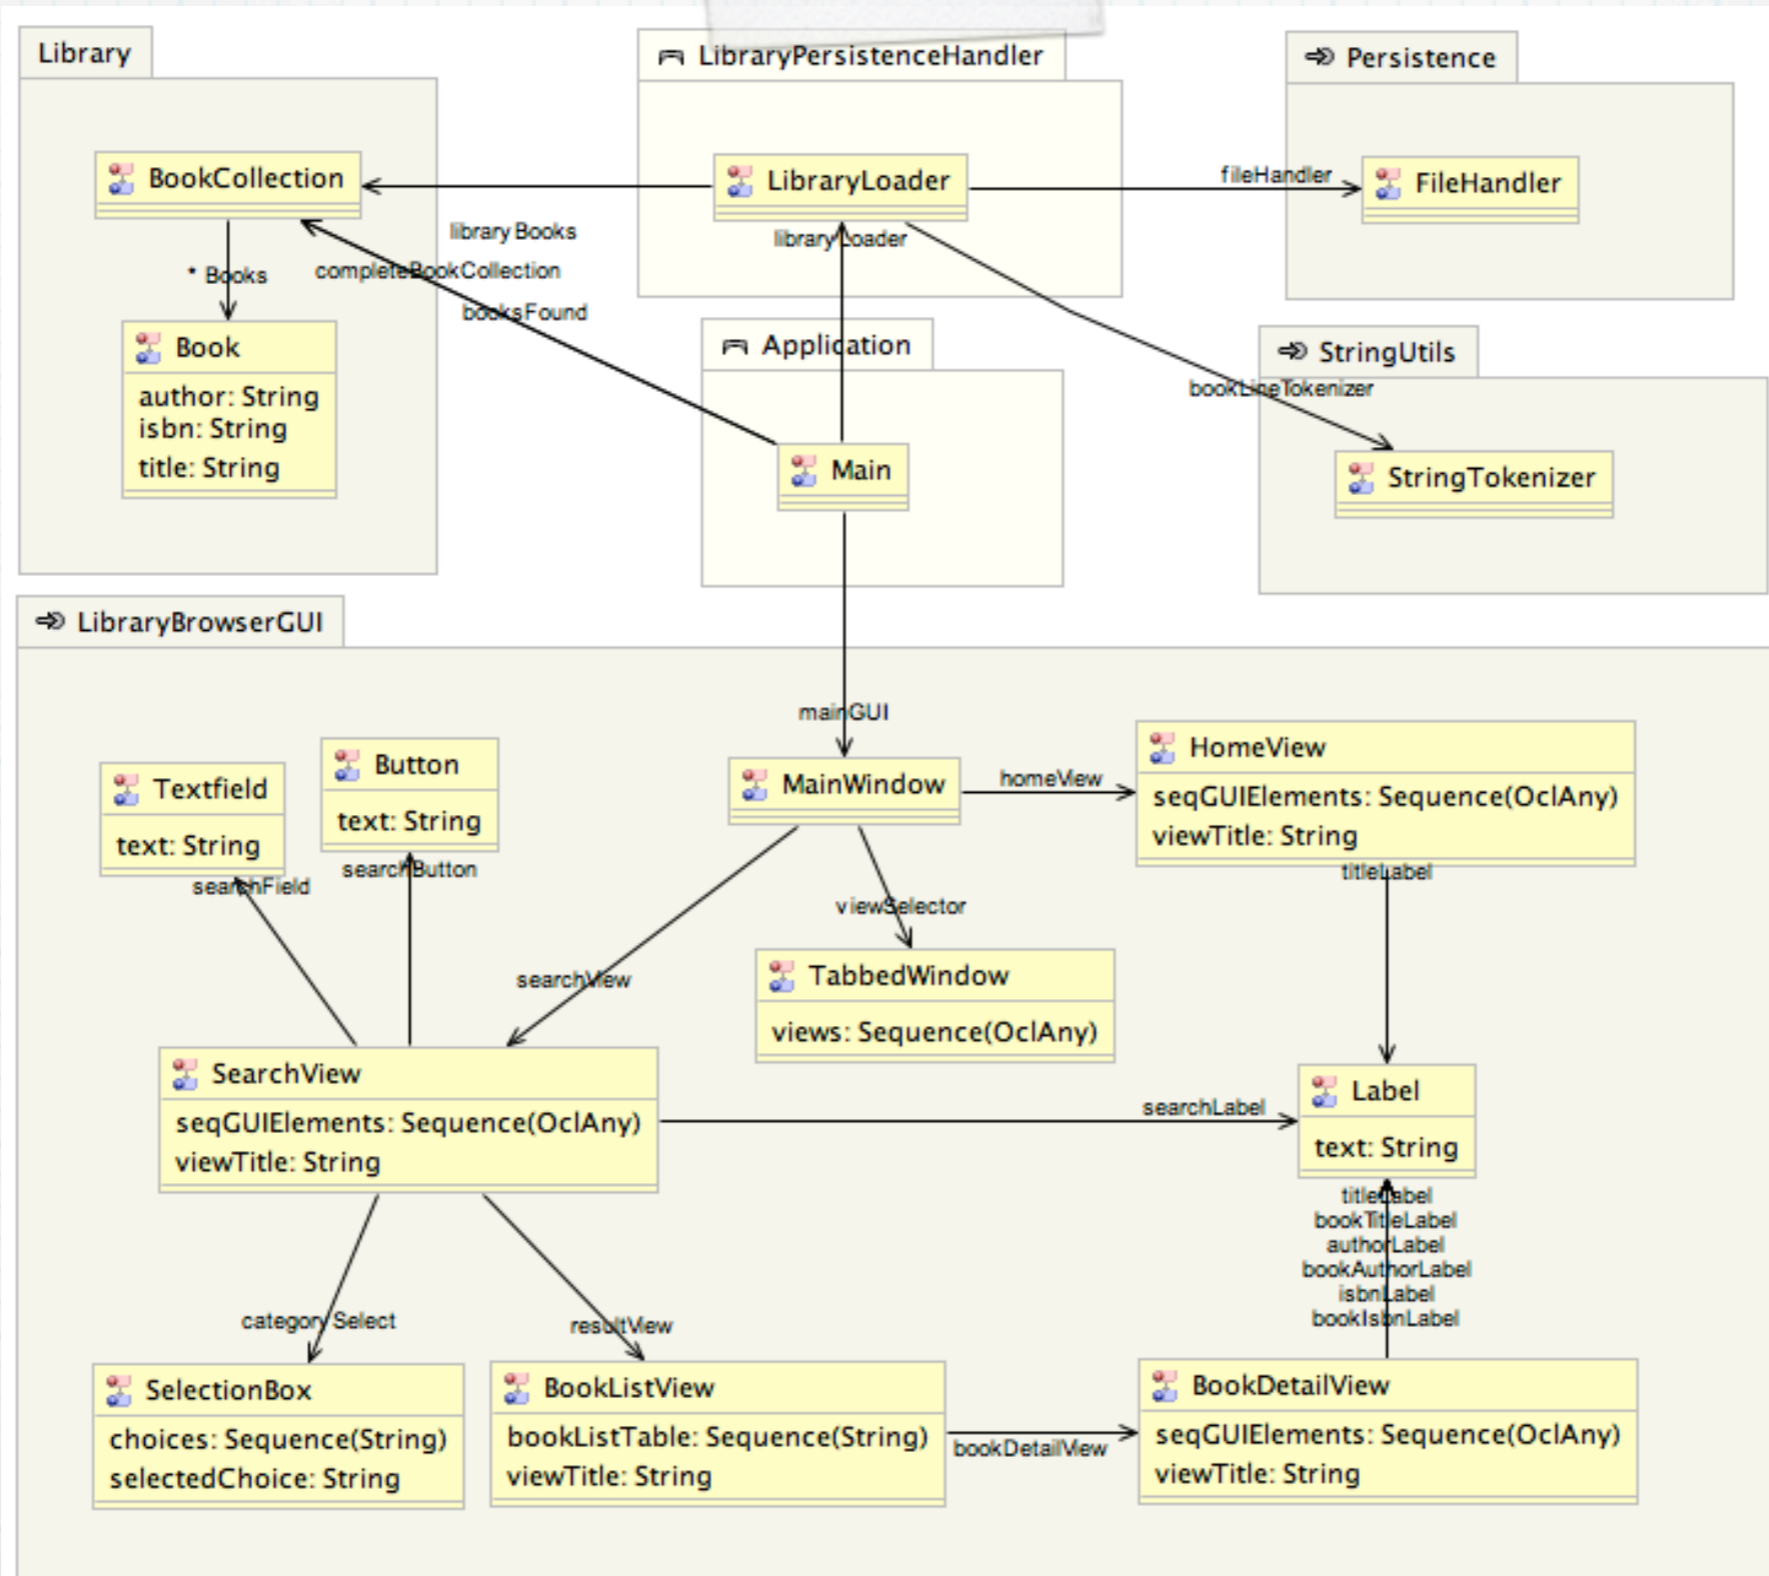 Library
LibraryPersistenceHandler
Persistence
BookCollection
LibraryLoader
fileHandler
FileHandler
libraryBooks
libraryLoader
* Books
completeBookCollection
booksFound
Book
author: String
isbn: String
title: String
Application
Main
StringUtils
bookLineTokenizer
StringTokenizer
LibraryBrowserGUI
mainGUI
Textfield
text: String
searchField
Button
text: String
searchButton
MainWindow
homeView
HomeView
seqGUIElements: Sequence(OclAny)
viewTitle: String
titleLabel
viewSelector
searchView
TabbedWindow
views: Sequence(OclAny)
SearchView
seqGUIElements: Sequence(OclAny)
viewTitle: String
searchLabel
Label
text: String
titleLabel
bookTitleLabel
authorLabel
bookAuthorLabel
isbnLabel
bookIsbnLabel
categorySelect
resultView
SelectionBox
choices: Sequence(String)
selectedChoice: String
BookListView
bookListTable: Sequence(String)
viewTitle: String
bookDetailView
BookDetailView
seqGUIElements: Sequence(OclAny)
viewTitle: String